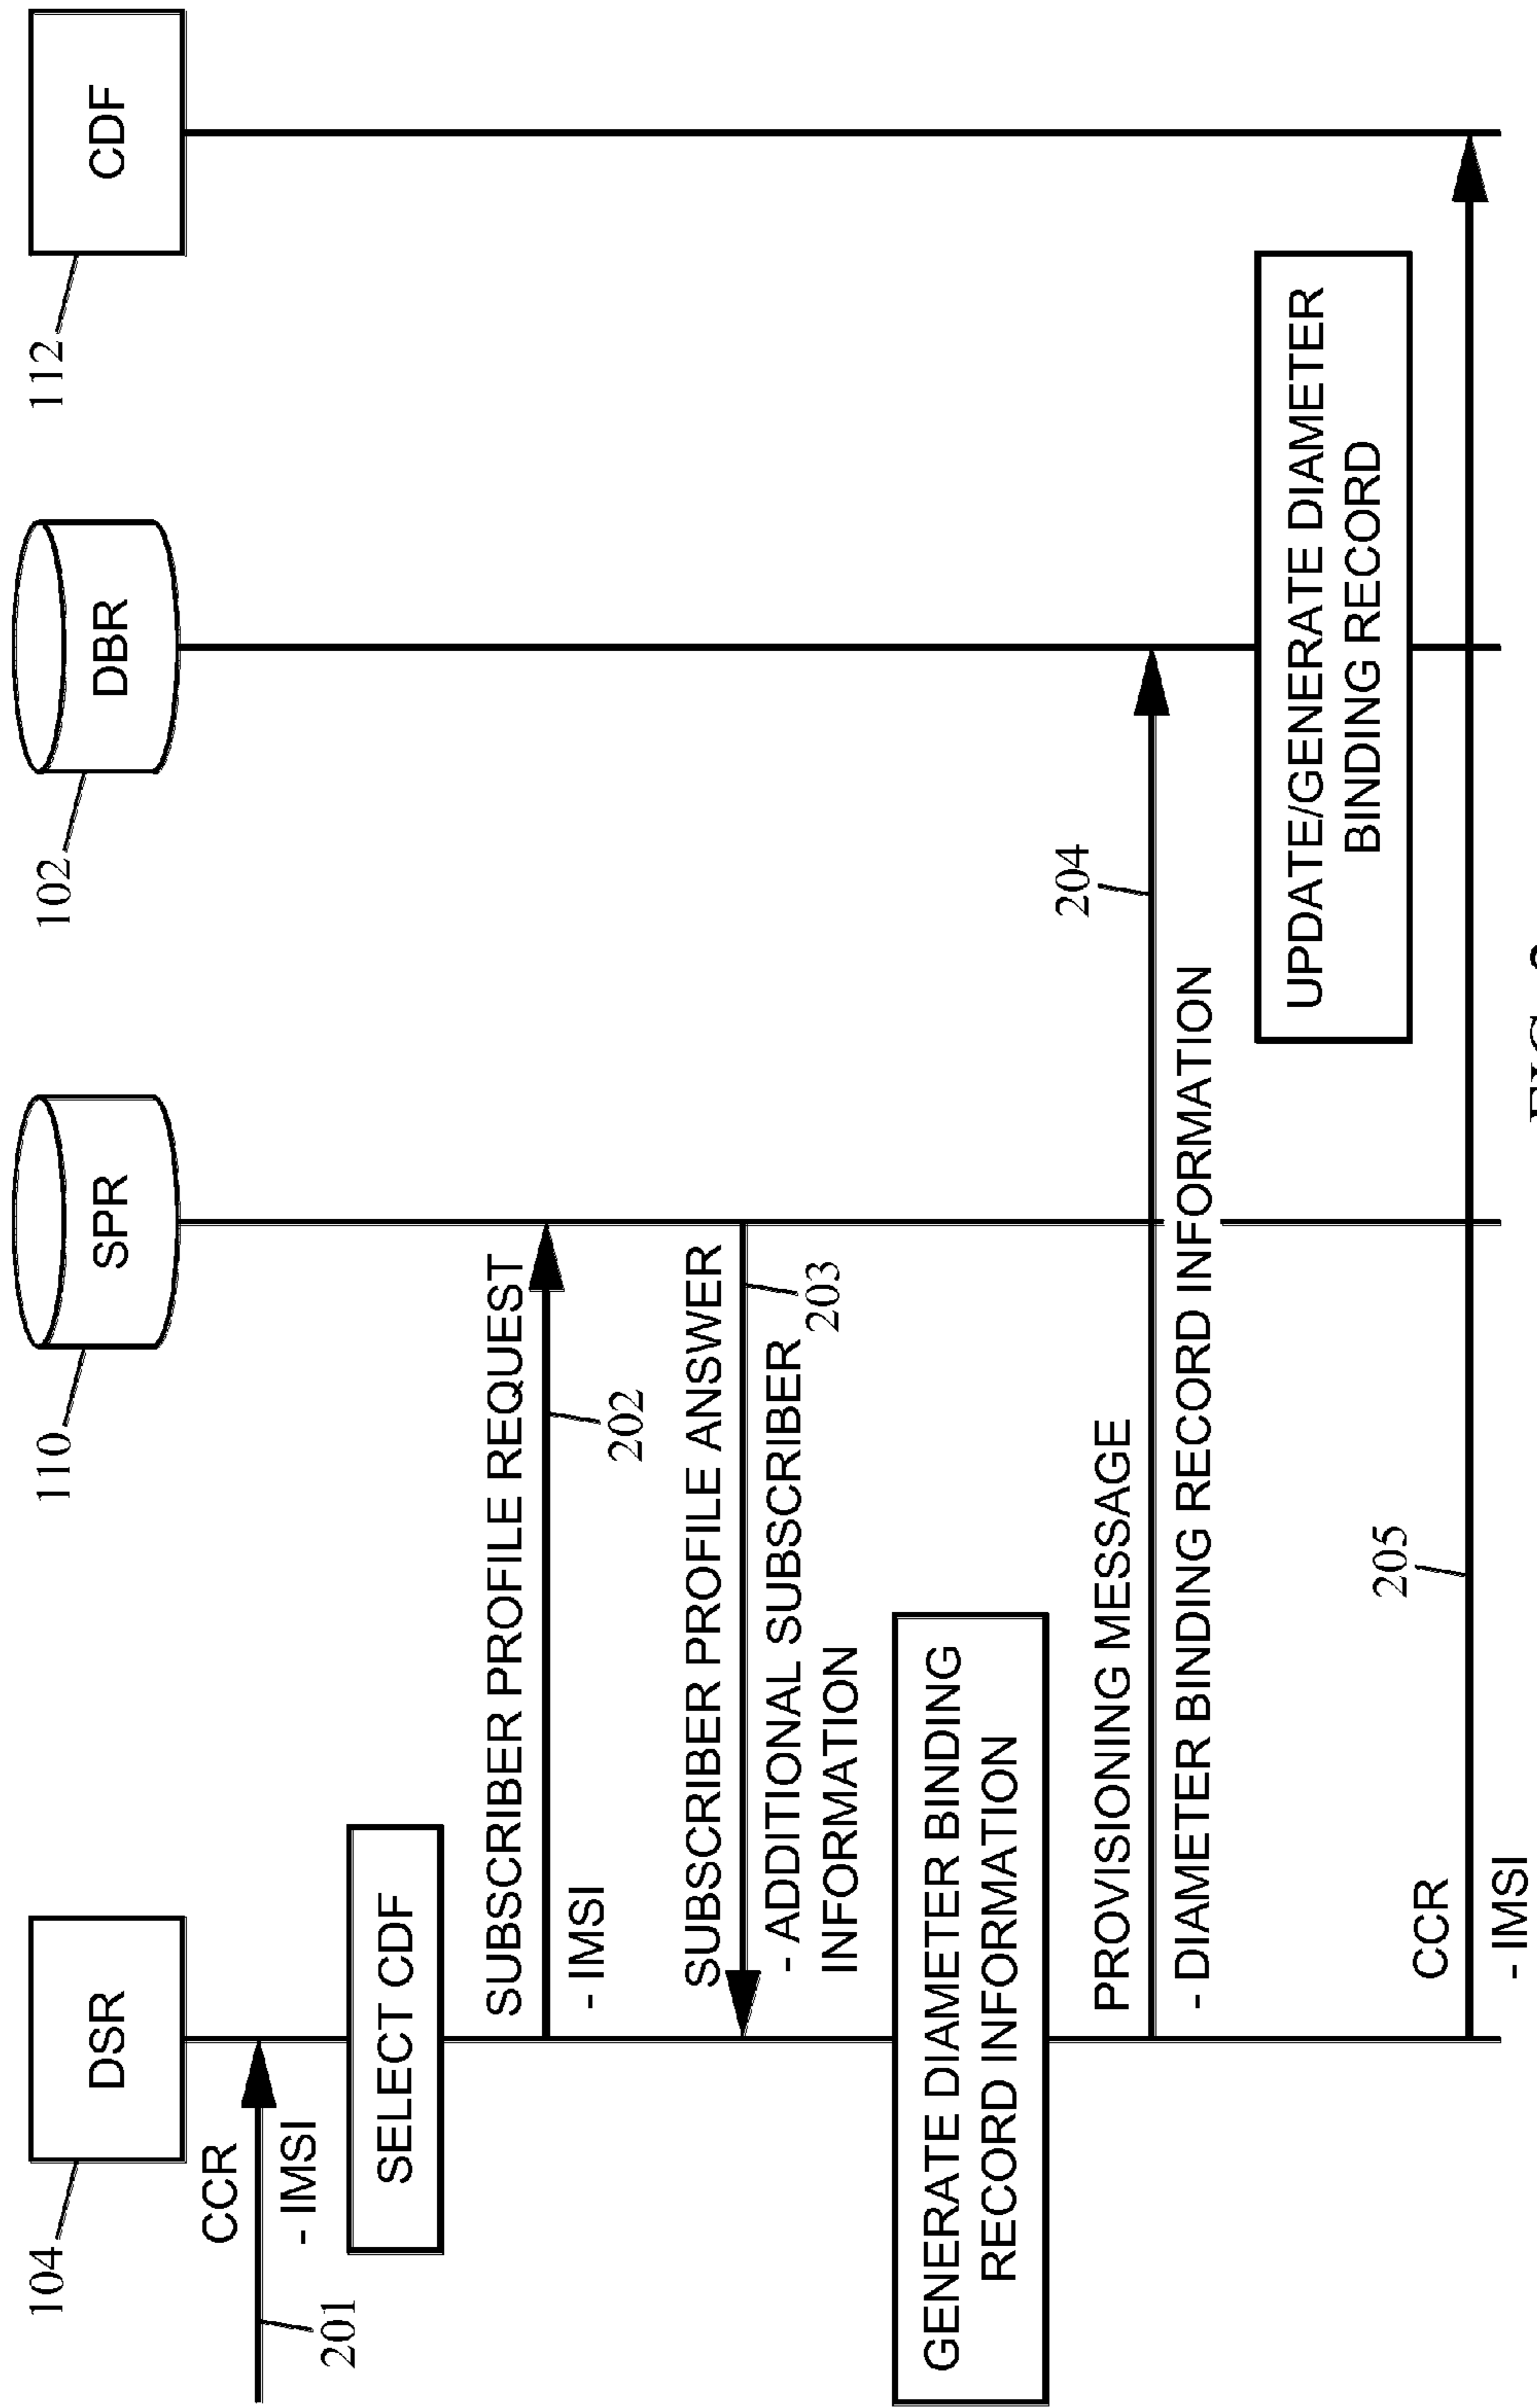 104
DSR
110
SPR
102
DBR
112
CDF
CCR
- IMSI
201
SELECT CDF
SUBSCRIBER PROFILE REQUEST
- IMSI
202
SUBSCRIBER PROFILE ANSWER
- ADDITIONAL SUBSCRIBER
INFORMATION
203
GENERATE DIAMETER BINDING
RECORD INFORMATION
PROVISIONING MESSAGE
204
- DIAMETER BINDING RECORD INFORMATION
UPDATE/GENERATE DIAMETER
BINDING RECORD
CCR
205
- IMSI
FIG.